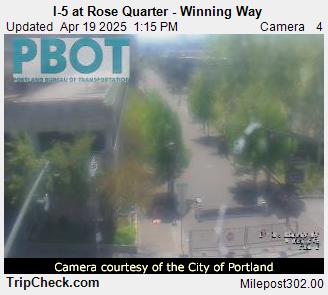 I-5 at Rose Quarter - Winning Way
Updated Apr 19 2025 1:15 PM Camera 4
PBOT
PORTLAND BUREAU OF TRANSPORTATION
Camera courtesy of the City of Portland
TripCheck.com Milepost302.00